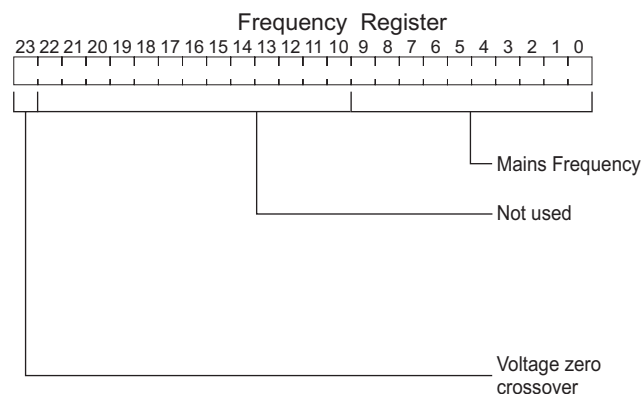 Frequency Register
23 22 21 20 19 18 17 16 15 14 13 12 11 10 9 8 7 6 5 4 3 2 1 0
Mains Frequency
Not used
Voltage zero
crossover